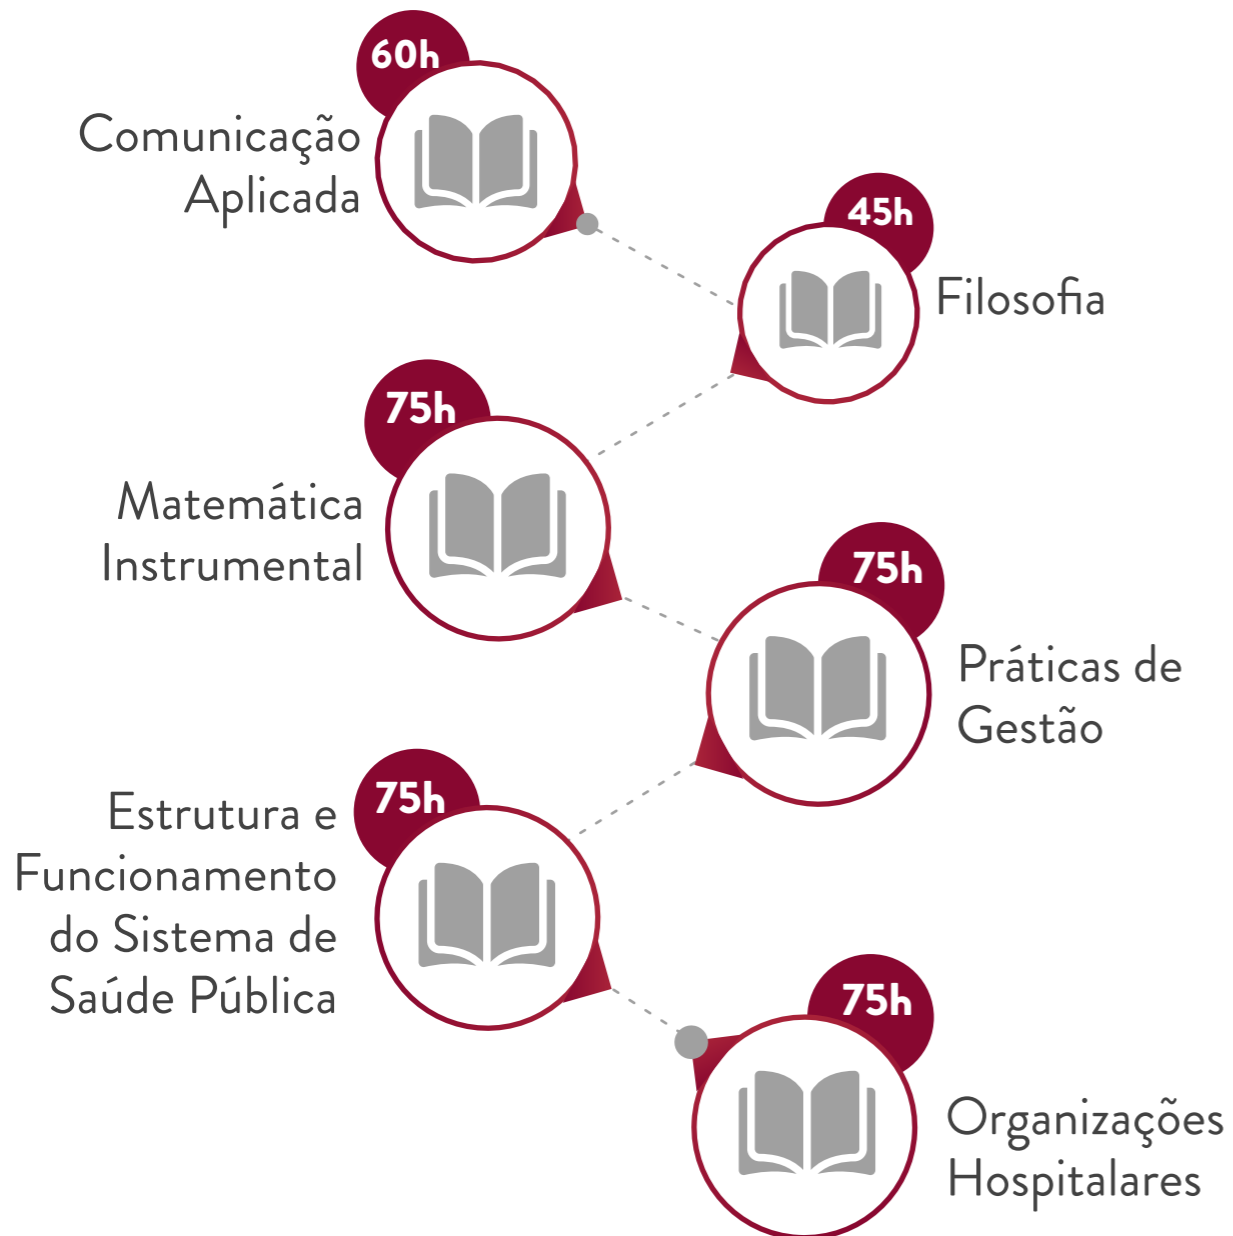 60h
Comunicação
Aplicada
45h
Filosofia
75h
Matemática
Instrumental
75h
Práticas de
Gestão
75h
Estrutura e
Funcionamento
do Sistema de
Saúde Pública
75h
Organizações
Hospitalares